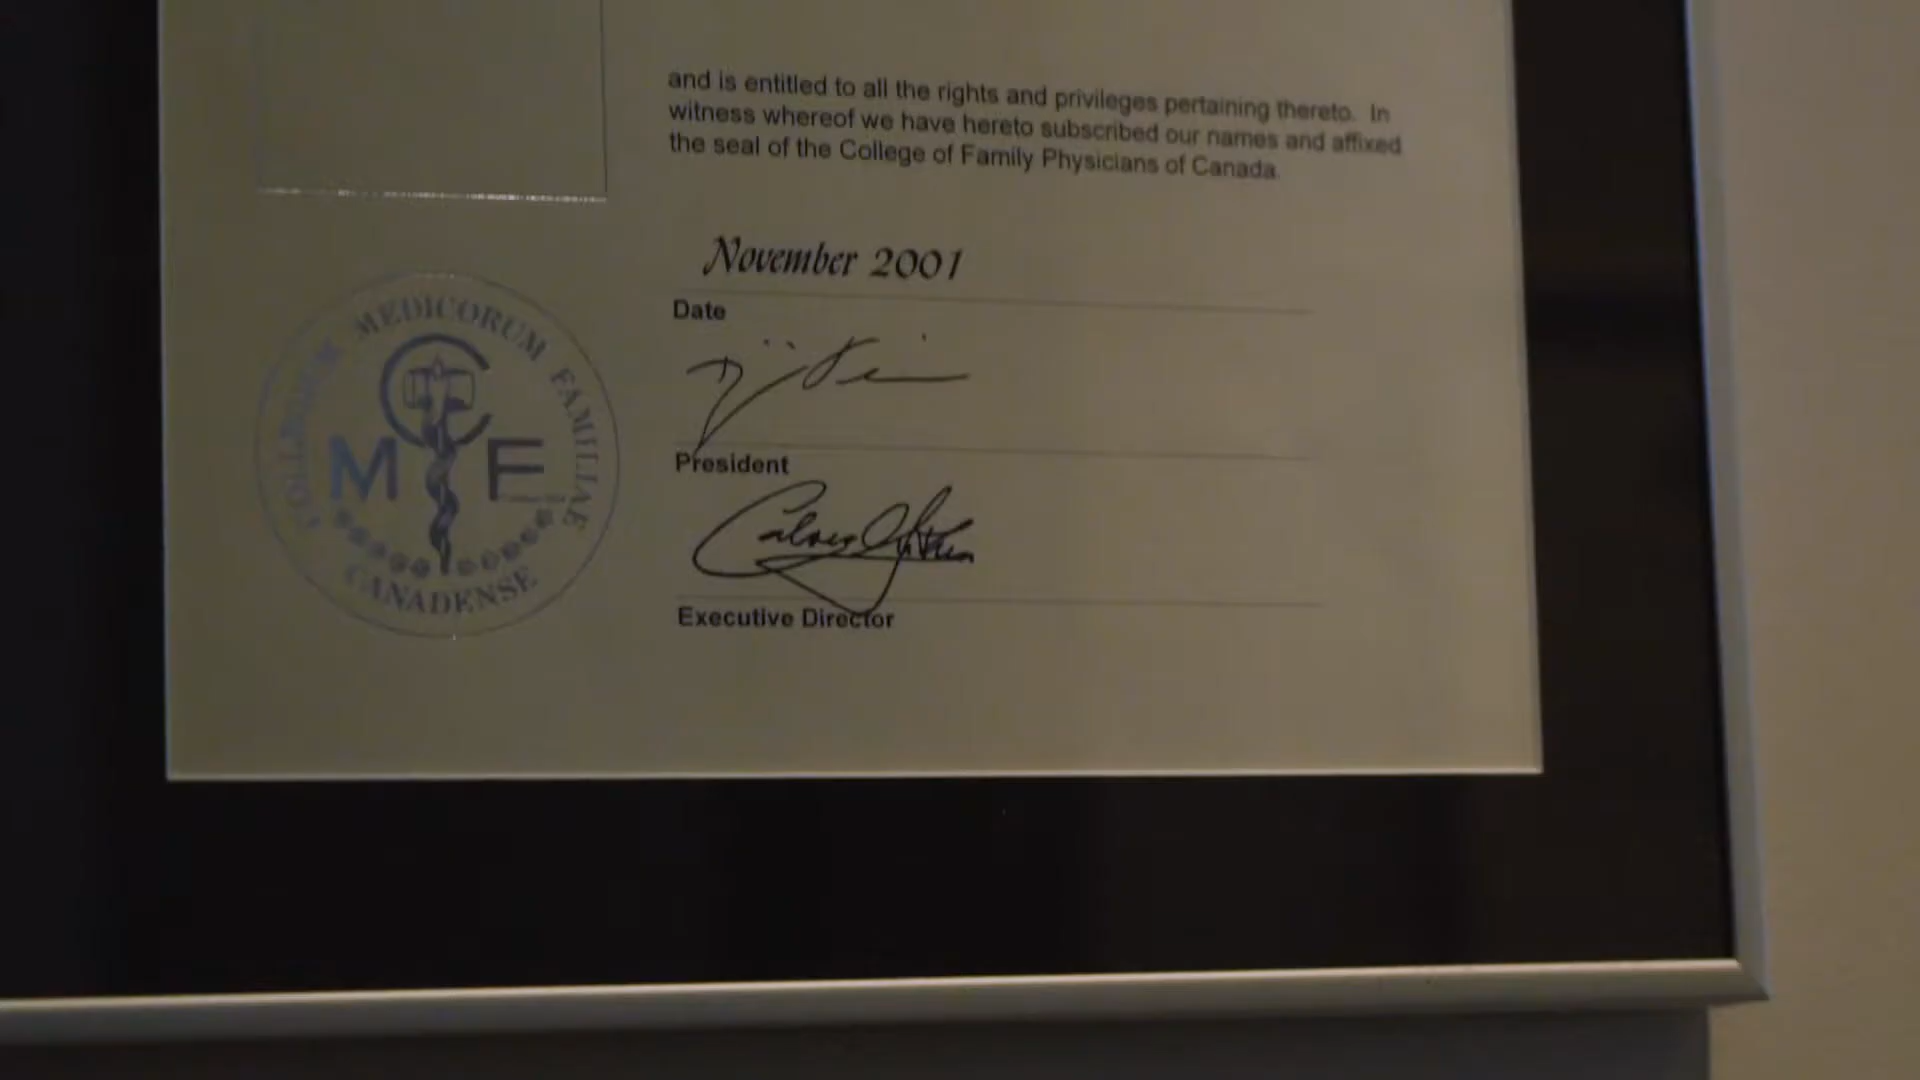 and is entitled to all the rights and privileges pertaining thereto. In
witness whereof we have hereto subscribed our names and affixed
the seal of the College of Family Physicians of Canada.
November 2001
Date
President
Executive Director
COLLEGIUM MEDICORUM FAMILIAE
C
M F
CANADENSE